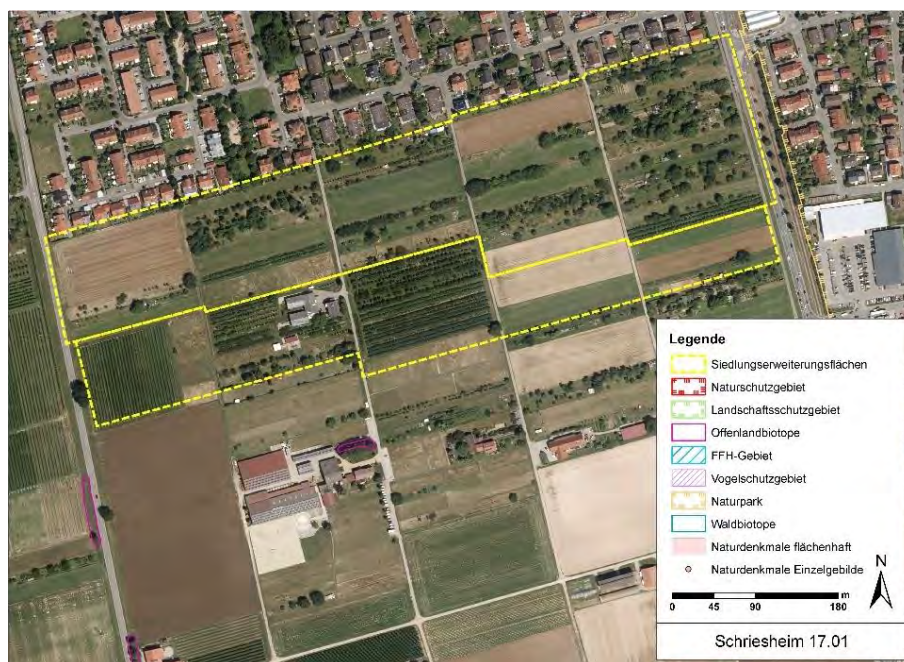 Legende
Siedlungserweiterungsflächen
Naturschutzgebiet
Landschaftsschutzgebiet
Offenlandbiotope
FFH-Gebiet
Vogelschutzgebiet
Naturpark
Waldbiotope
Naturdenkmale flächenhaft
Naturdenkmale Einzelgebilde
N
m
0 45 90 180
Schriesheim 17.01